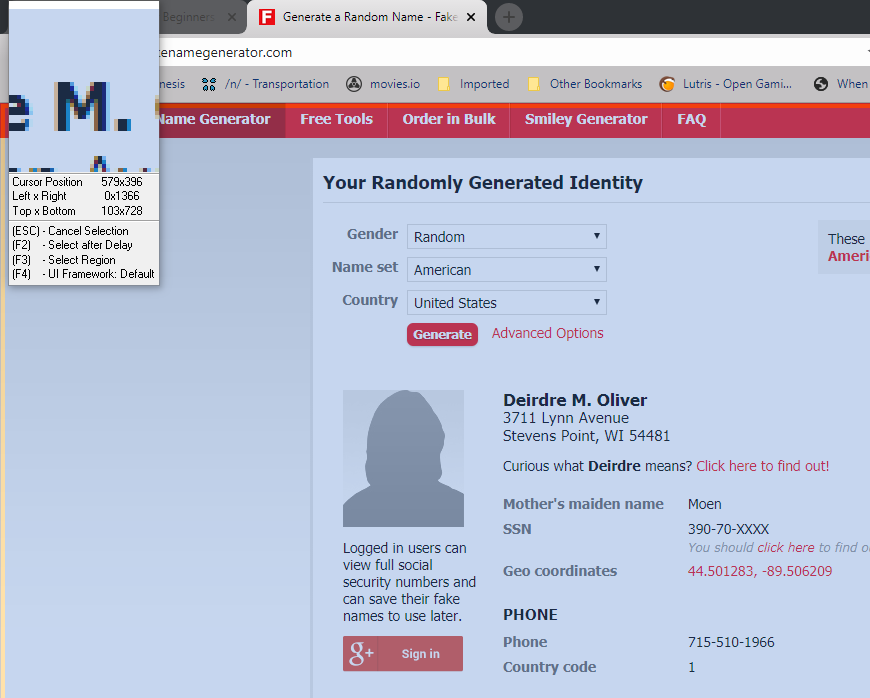 Beginners
Generate a Random Name - Fake
enamegenerator.com
nesis
/n/ - Transportation
movies.io
Imported
Other Bookmarks
Lutris - Open Gami...
When
e M.
Name Generator
Free Tools
Order in Bulk
Smiley Generator
FAQ
Cursor Position 579x396
Left x Right 0x1366
Top x Bottom 103x728
(ESC) - Cancel Selection
(F2) - Select after Delay
(F3) - Select Region
(F4) - UI Framework: Default
Your Randomly Generated Identity
Gender Random
Name set American
Country United States
Generate Advanced Options
These
Ameri
Deirdre M. Oliver
3711 Lynn Avenue
Stevens Point, WI 54481
Curious what Deirdre means? Click here to find out!
Mother's maiden name Moen
SSN 390-70-XXXX
You should click here to find o
Geo coordinates 44.501283, -89.506209
Logged in users can
view full social
security numbers and
can save their fake
names to use later.
g+ Sign in
PHONE
Phone 715-510-1966
Country code 1